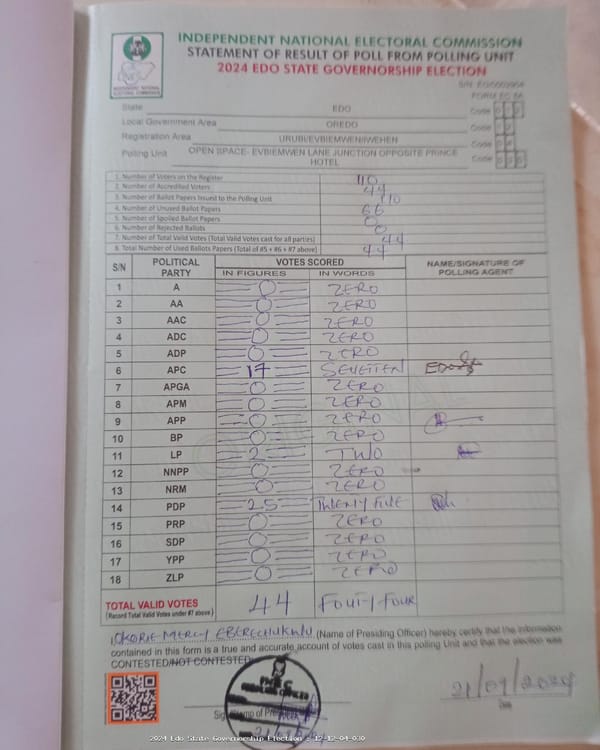 INDEPENDENT NATIONAL ELECTORAL COMMISSION
STATEMENT OF RESULT OF POLL FROM POLLING UNIT
2024 EDO STATE GOVERNORSHIP ELECTION
FORM EC 8A
State EDO Code
Local Government Area OREDO Code
Registration Area URUBI/EVBIEMWEN/IWEHEN Code
Polling Unit OPEN SPACE- EVBIEMWEN LANE JUNCTION OPPOSITE PRINCE HOTEL Code
1. Number of Voters on the Register 110
2. Number of Accredited Voters 44
3. Number of Ballot Papers Issued to the Polling Unit 110
4. Number of Unused Ballot Papers 66
5. Number of Spoiled Ballot Papers 0
6. Number of Rejected Ballots 0
7. Number of Total Valid Votes (Total Valid Votes cast for all parties) 44
8. Total Number of Used Ballots Papers (Total of #5 + #6 + #7 above) 44
S/N POLITICAL PARTY VOTES SCORED NAME/SIGNATURE OF POLLING AGENT
IN FIGURES IN WORDS
1 A 0 ZERO
2 AA 0 ZERO
3 AAC 0 ZERO
4 ADC 0 ZERO
5 ADP 0 ZERO
6 APC 17
7 APGA 0 ZERO
8 APM 0 ZERO
9 APP 0 ZERO
10 BP 0 ZERO
11 LP 2 TWO
12 NNPP 0 ZERO
13 NRM 0 ZERO
14 PDP 25 TWENTY FIVE
15 PRP 0 ZERO
16 SDP 0 ZERO
17 YPP 0 ZERO
18 ZLP 0 ZERO
TOTAL VALID VOTES 44 FOUTY FOUR
(Record Total Valid Votes under #7 above)
I, OKORIE MERCY EBERECHUKWU (Name of Presiding Officer) hereby certify that the information
contained in this form is a true and accurate account of votes cast in this polling Unit and that the election was
CONTESTED/NOT CONTESTED
21/09/2024
Date
2024 Edo State Governorship Election - 12-12-04-030